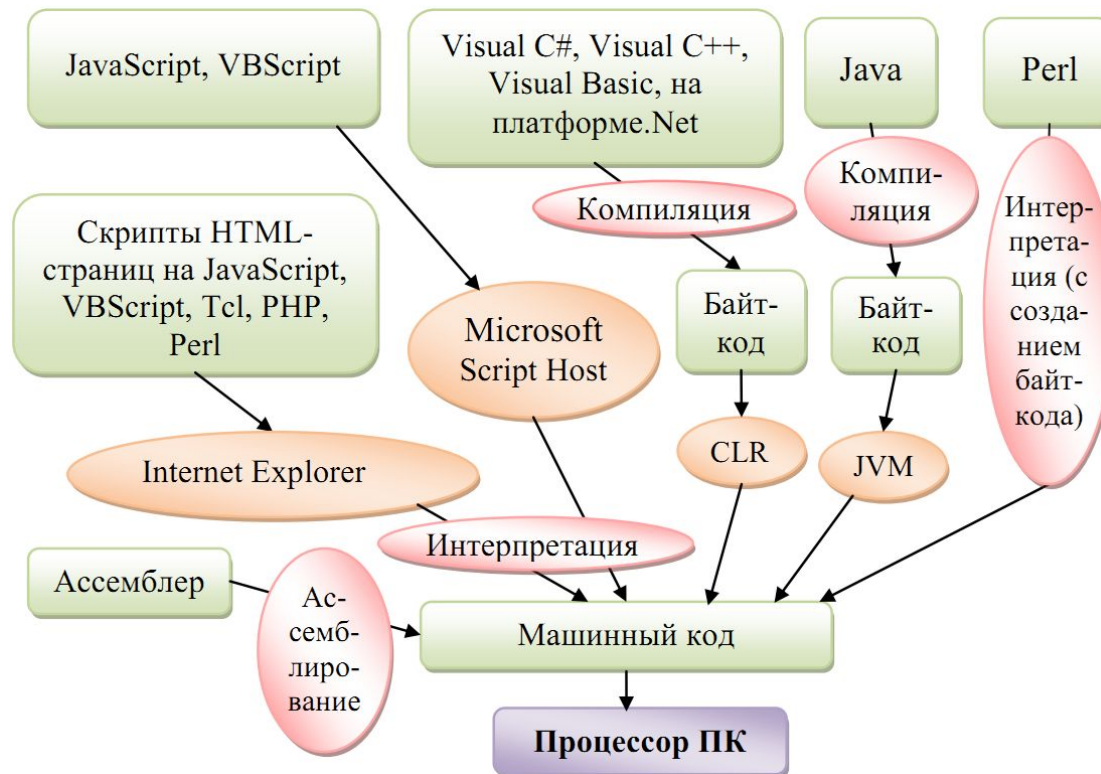 JavaScript, VBScript
Visual C#, Visual C++,
Visual Basic, на
платформе.Net
Java
Perl
Компиляция
Компи-
ляция
Интер-
прета-
ция (с
созда-
нием
байт-
кода)
Скрипты HTML-
страниц на JavaScript,
VBScript, Tcl, PHP,
Perl
Microsoft
Script Host
Байт-
код
Байт-
код
Internet Explorer
CLR
JVM
Интерпретация
Ассемблер
Ас-
семб-
лиро-
вание
Машинный код
Процессор ПК